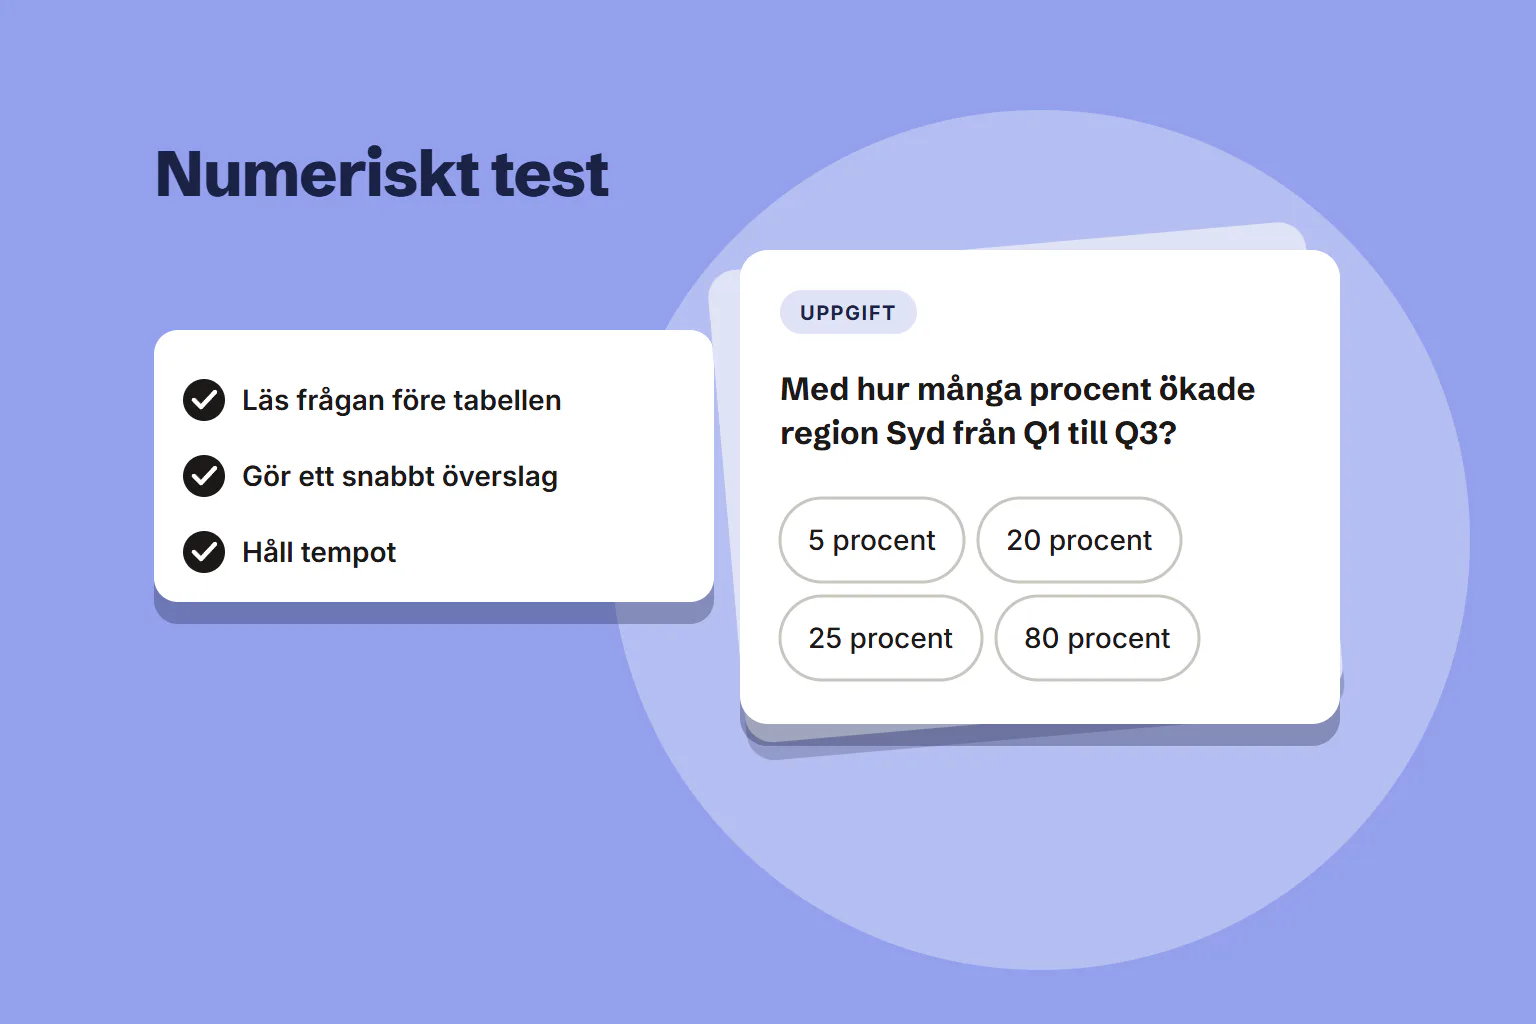 Numeriskt test
Läs frågan före tabellen
Gör ett snabbt överslag
Håll tempot
UPPGIFT
Med hur många procent ökade
region Syd från Q1 till Q3?
5 procent
20 procent
25 procent
80 procent